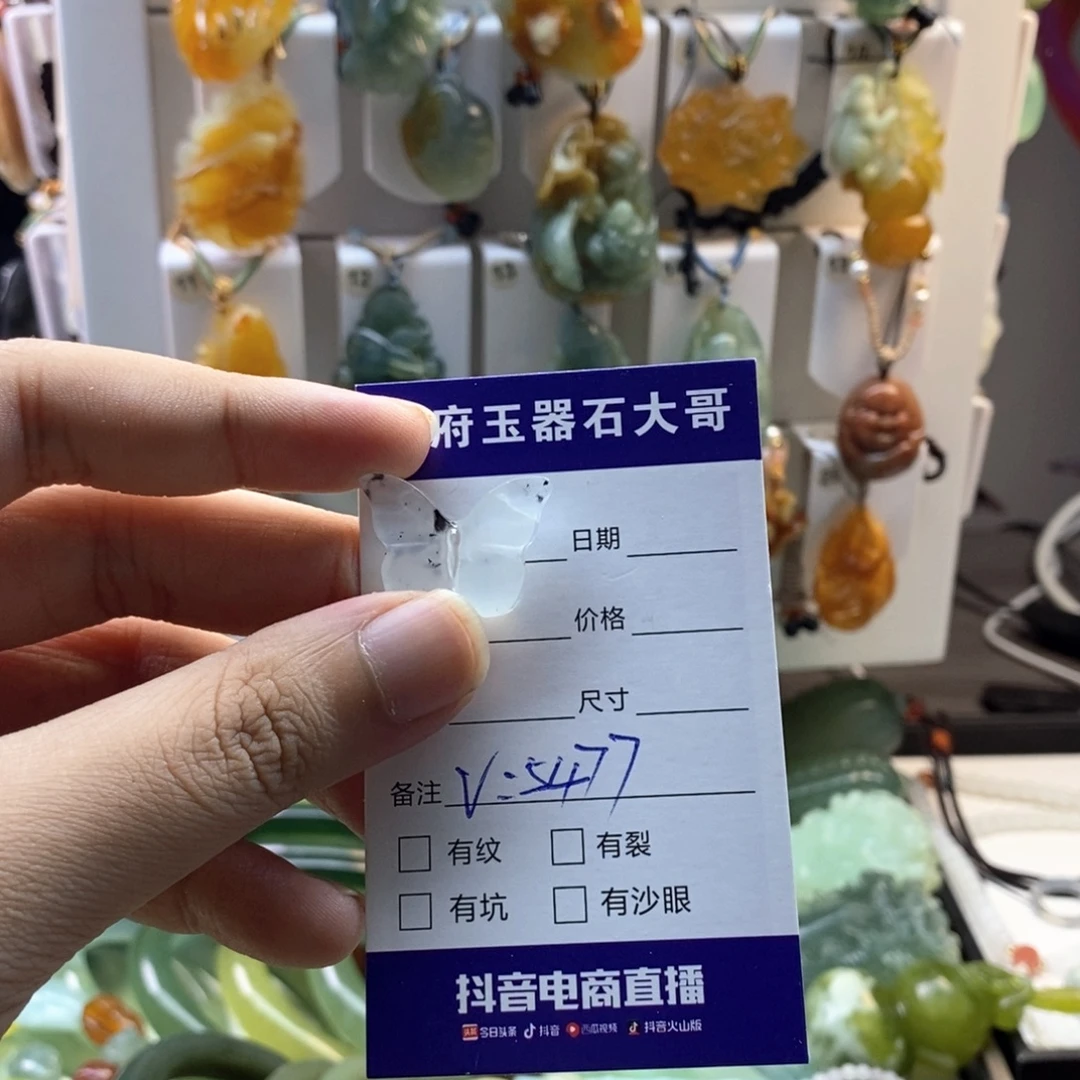 12
13
府玉器石大哥
日期
价格
尺寸
备注 V:5477
有纹 有裂
有坑 有沙眼
抖音电商直播
今日头条 抖音 西瓜视频 抖音火山版